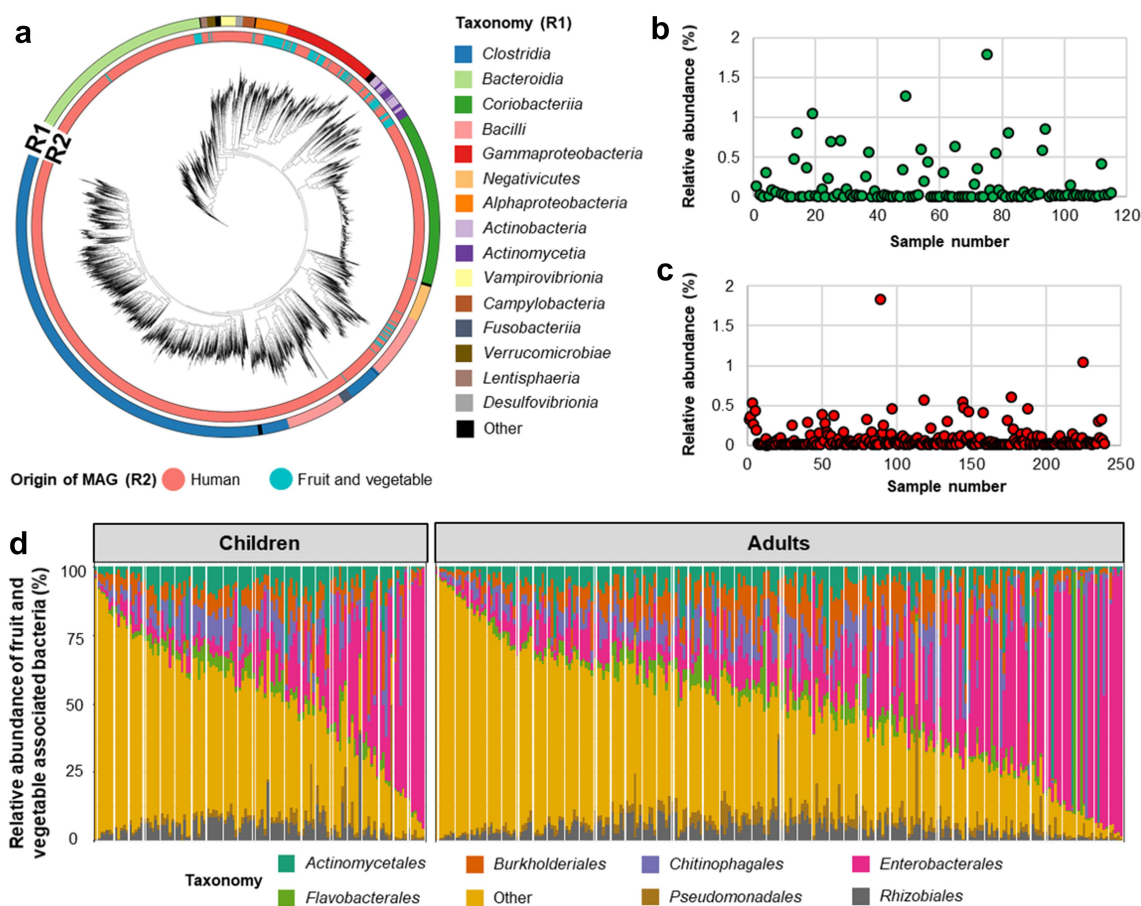 a
R1
R2
Taxonomy (R1)
Clostridia
Bacteroidia
Coriobacteriia
Bacilli
Gammaproteobacteria
Negativicutes
Alphaproteobacteria
Actinobacteria
Actinomycetia
Vampirovibrionia
Campylobacteria
Fusobacteriia
Verrucomicrobiae
Lentisphaeria
Desulfovibrionia
Other
Origin of MAG (R2) Human Fruit and vegetable
b
Relative abundance (%)
2
1.5
1
0.5
0
0 20 40 60 80 100 120
Sample number
c
Relative abundance (%)
2
1.5
1
0.5
0
0 50 100 150 200 250
Sample number
d
Children Adults
Relative abundance of fruit and
vegetable associated bacteria (%)
100
75
50
25
0
Taxonomy
Actinomycetales Burkholderiales Chitinophagales Enterobacterales
Flavobacterales Other Pseudomonadales Rhizobiales